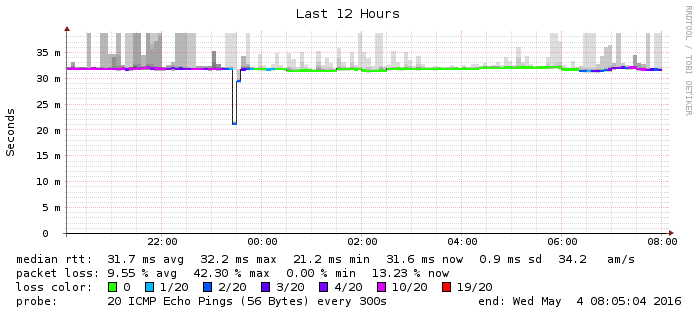 Last 12 Hours
RRDTOOL / TOBI OETIKER
Seconds
35 m
30 m
25 m
20 m
15 m
10 m
5 m
0
22:00 00:00 02:00 04:00 06:00 08:00
median rtt: 31.7 ms avg 32.2 ms max 21.2 ms min 31.6 ms now 0.9 ms sd 34.2 am/s
packet loss: 9.55 % avg 42.30 % max 0.00 % min 13.23 % now
loss color: 0 1/20 2/20 3/20 4/20 10/20 19/20
probe: 20 ICMP Echo Pings (56 Bytes) every 300s end: Wed May 4 08:05:04 2016